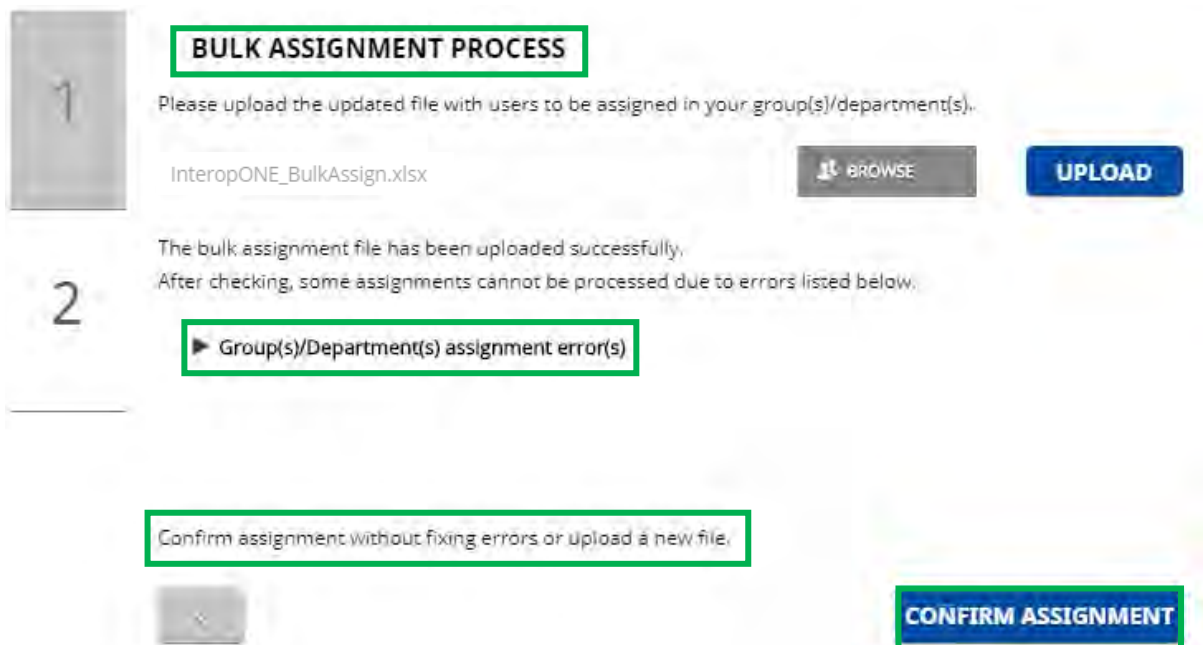 1
BULK ASSIGNMENT PROCESS
Please upload the updated file with users to be assigned in your group(s)/department(s).
InteropONE_BulkAssign.xlsx
BROWSE
UPLOAD
2
The bulk assignment file has been uploaded successfully.
After checking, some assignments cannot be processed due to errors listed below.
Group(s)/Department(s) assignment error(s)
Confirm assignment without fixing errors or upload a new file.
CONFIRM ASSIGNMENT